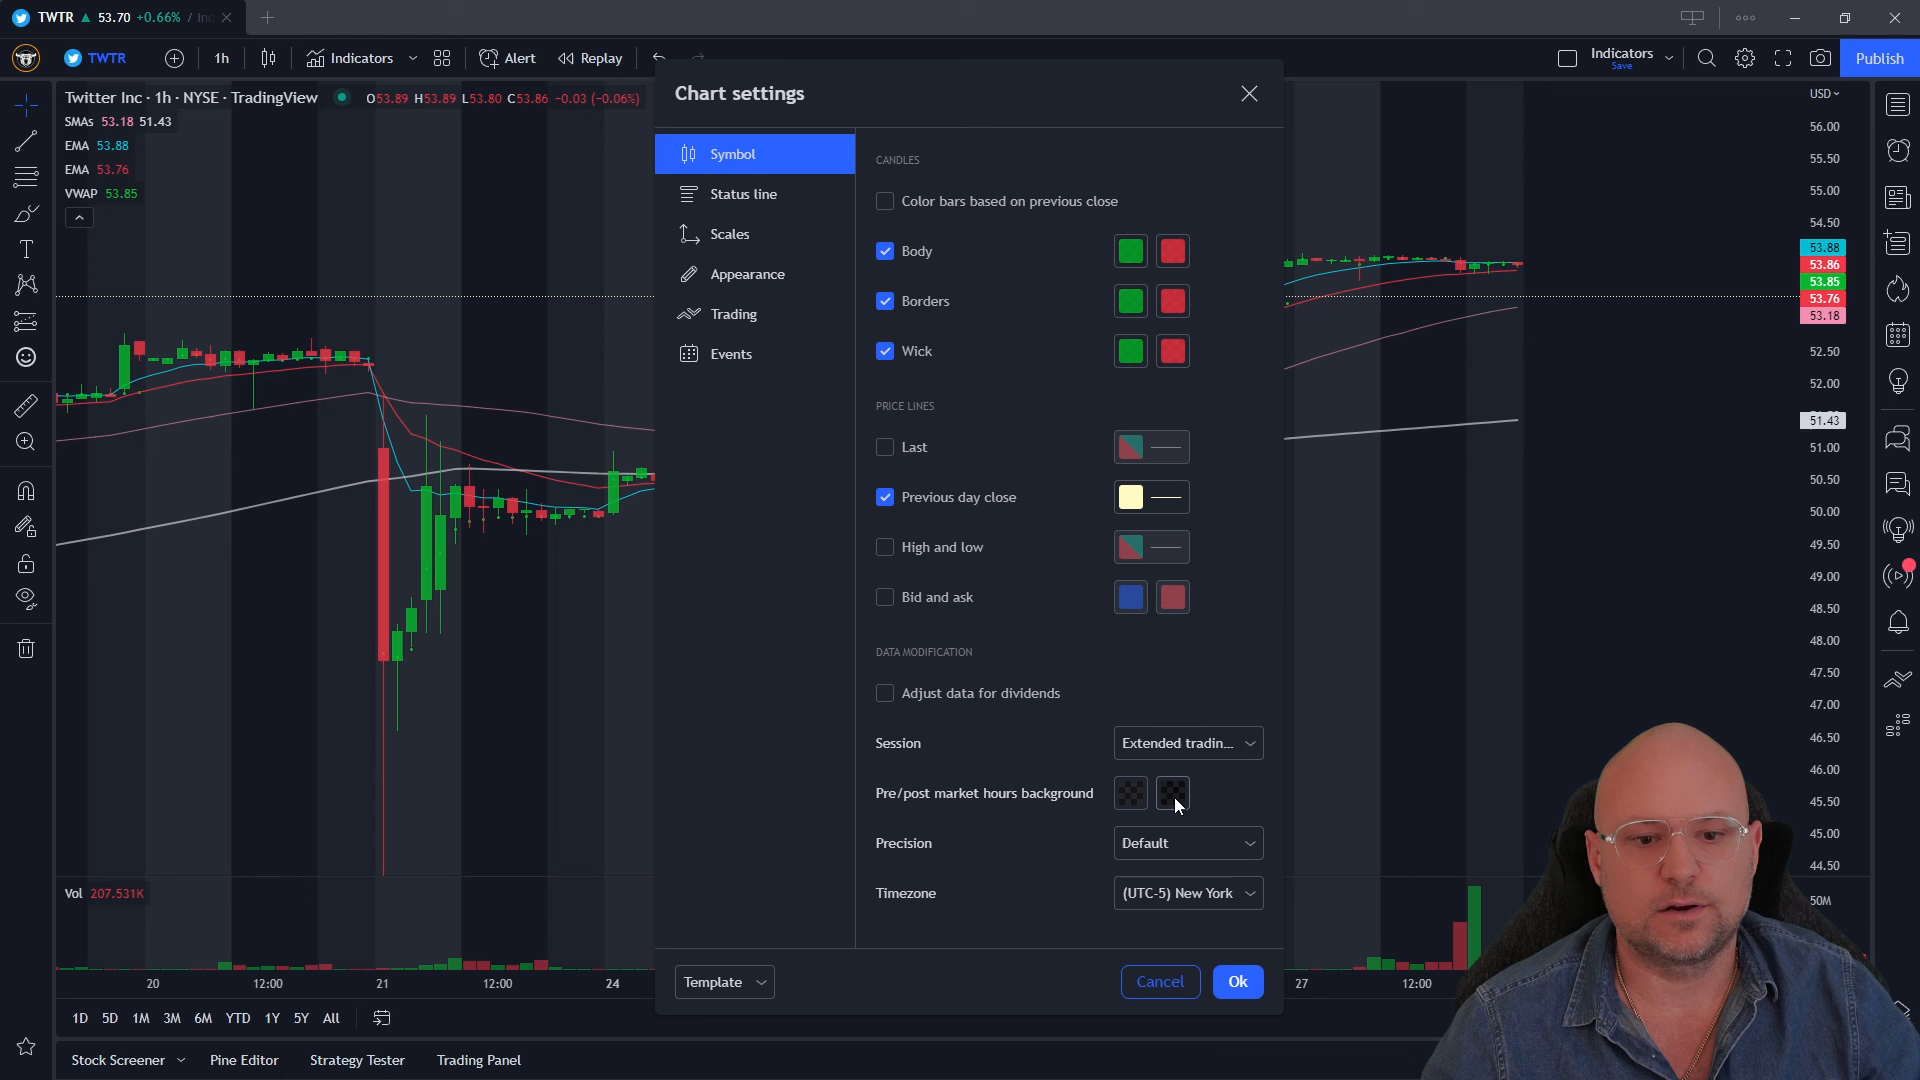 TWTR ▲ 53.70 +0.66% / In
1h
TWTR
Indicators
Alert
Replay
Indicators
Save
Publish
Twitter Inc · 1h · NYSE · TradingView
O53.89 H53.89 L53.80 C53.86 -0.03 (-0.06%)
SMAs 53.18 51.43
EMA 53.88
EMA 53.76
VWAP 53.85
Chart settings
Symbol
Status line
Scales
Appearance
Trading
Events
CANDLES
Color bars based on previous close
Body
Borders
Wick
PRICE LINES
Last
Previous day close
High and low
Bid and ask
DATA MODIFICATION
Adjust data for dividends
Session
Extended tradin...
Pre/post market hours background
Precision
Default
Timezone
(UTC-5) New York
Template
Cancel
Ok
USD
56.00
55.50
55.00
54.50
53.88
53.86
53.85
53.76
53.18
52.50
52.00
51.43
51.00
50.50
50.00
49.50
49.00
48.50
48.00
47.50
47.00
46.50
46.00
45.50
45.00
44.50
50M
Vol 207.531K
20
12:00
21
12:00
24
27
12:00
1D 5D 1M 3M 6M YTD 1Y 5Y All
Stock Screener
Pine Editor
Strategy Tester
Trading Panel